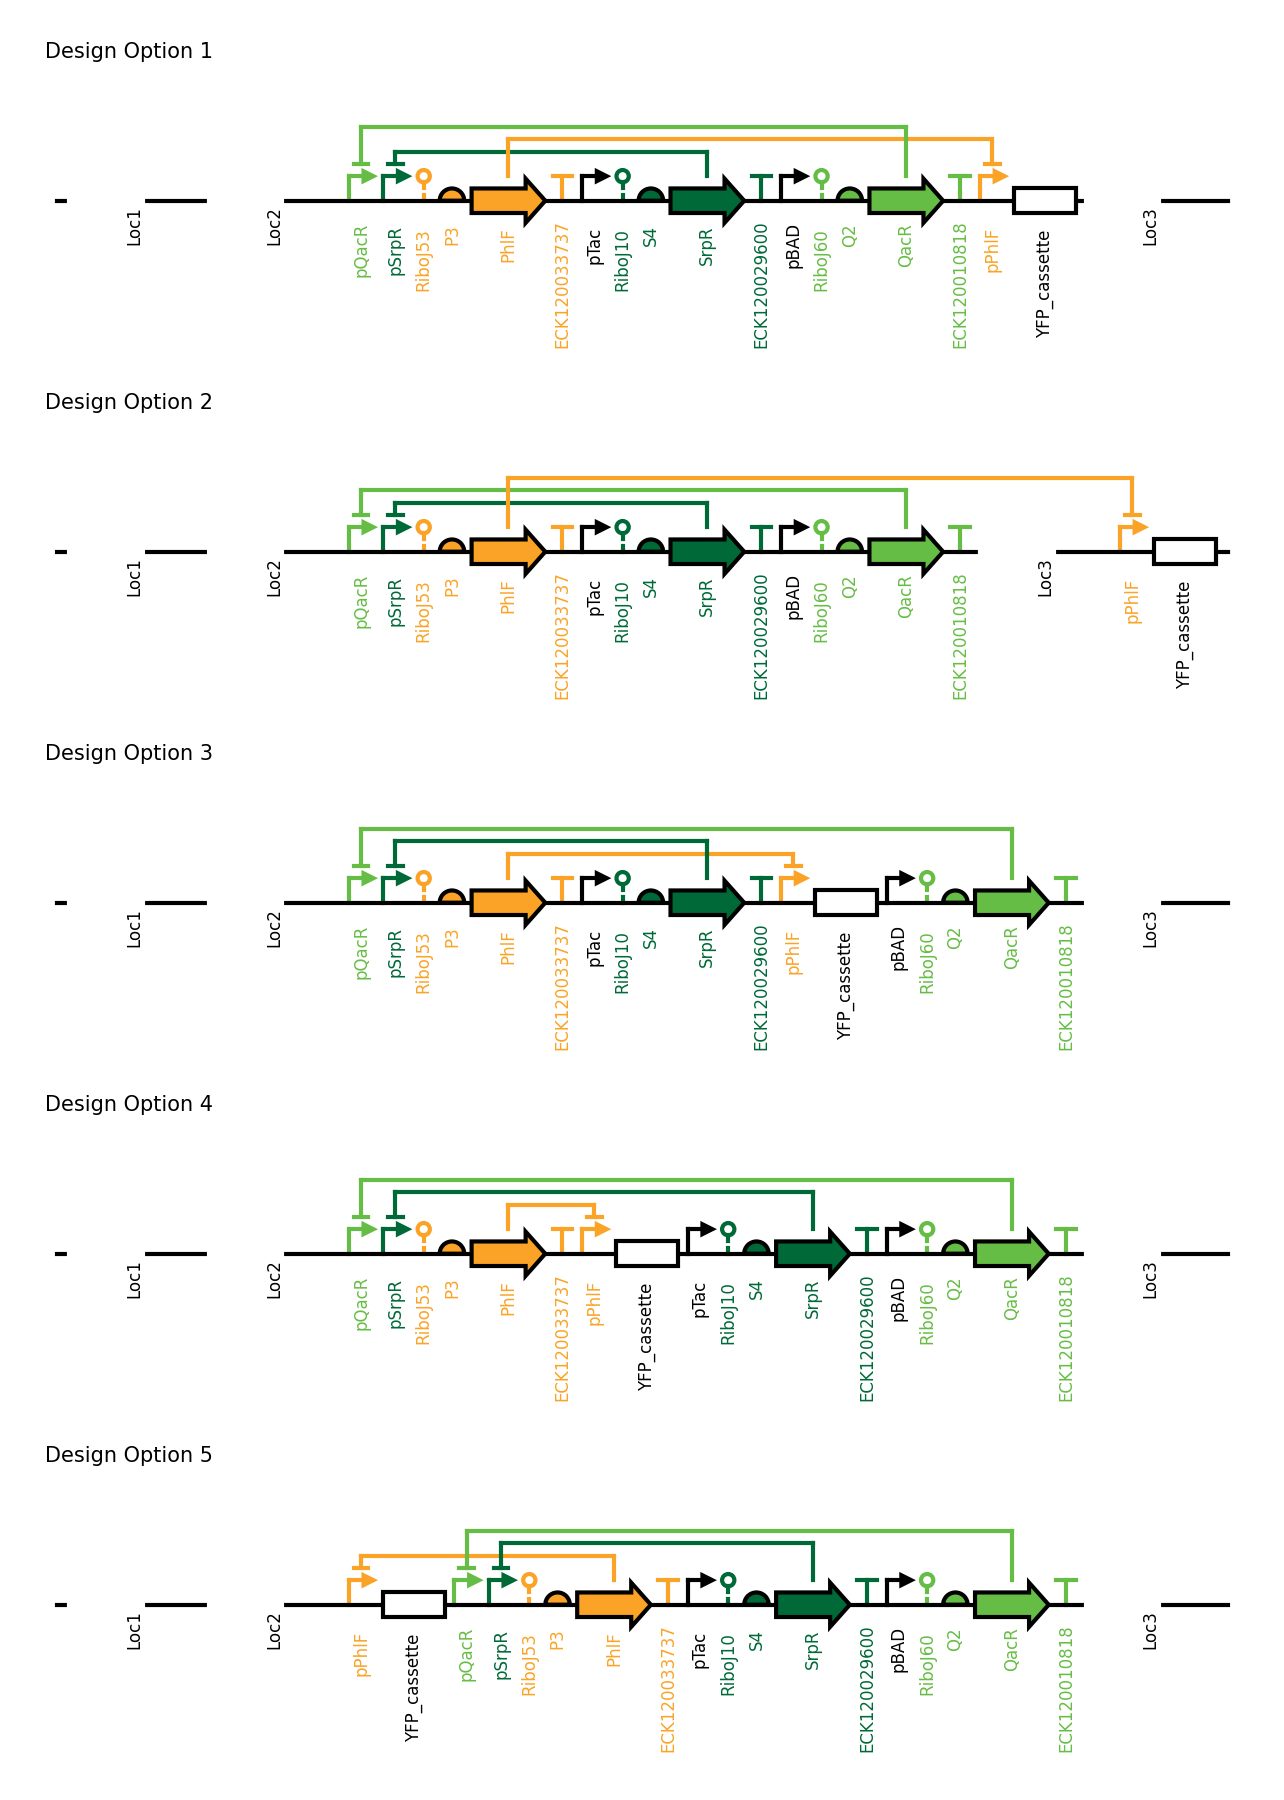 Design Option 1
Loc1
Loc2
pQacR
pSrpR
RiboJ53
P3
PhlF
ECK120033737
pTac
RiboJ10
S4
SrpR
ECK120029600
pBAD
RiboJ60
Q2
QacR
ECK120010818
pPhlF
YFP_cassette
Loc3
Design Option 2
Loc1
Loc2
pQacR
pSrpR
RiboJ53
P3
PhlF
ECK120033737
pTac
RiboJ10
S4
SrpR
ECK120029600
pBAD
RiboJ60
Q2
QacR
ECK120010818
Loc3
pPhlF
YFP_cassette
Design Option 3
Loc1
Loc2
pQacR
pSrpR
RiboJ53
P3
PhlF
ECK120033737
pTac
RiboJ10
S4
SrpR
ECK120029600
pPhlF
YFP_cassette
pBAD
RiboJ60
Q2
QacR
ECK120010818
Loc3
Design Option 4
Loc1
Loc2
pQacR
pSrpR
RiboJ53
P3
PhlF
ECK120033737
pPhlF
YFP_cassette
pTac
RiboJ10
S4
SrpR
ECK120029600
pBAD
RiboJ60
Q2
QacR
ECK120010818
Loc3
Design Option 5
Loc1
Loc2
pPhlF
YFP_cassette
pQacR
pSrpR
RiboJ53
P3
PhlF
ECK120033737
pTac
RiboJ10
S4
SrpR
ECK120029600
pBAD
RiboJ60
Q2
QacR
ECK120010818
Loc3